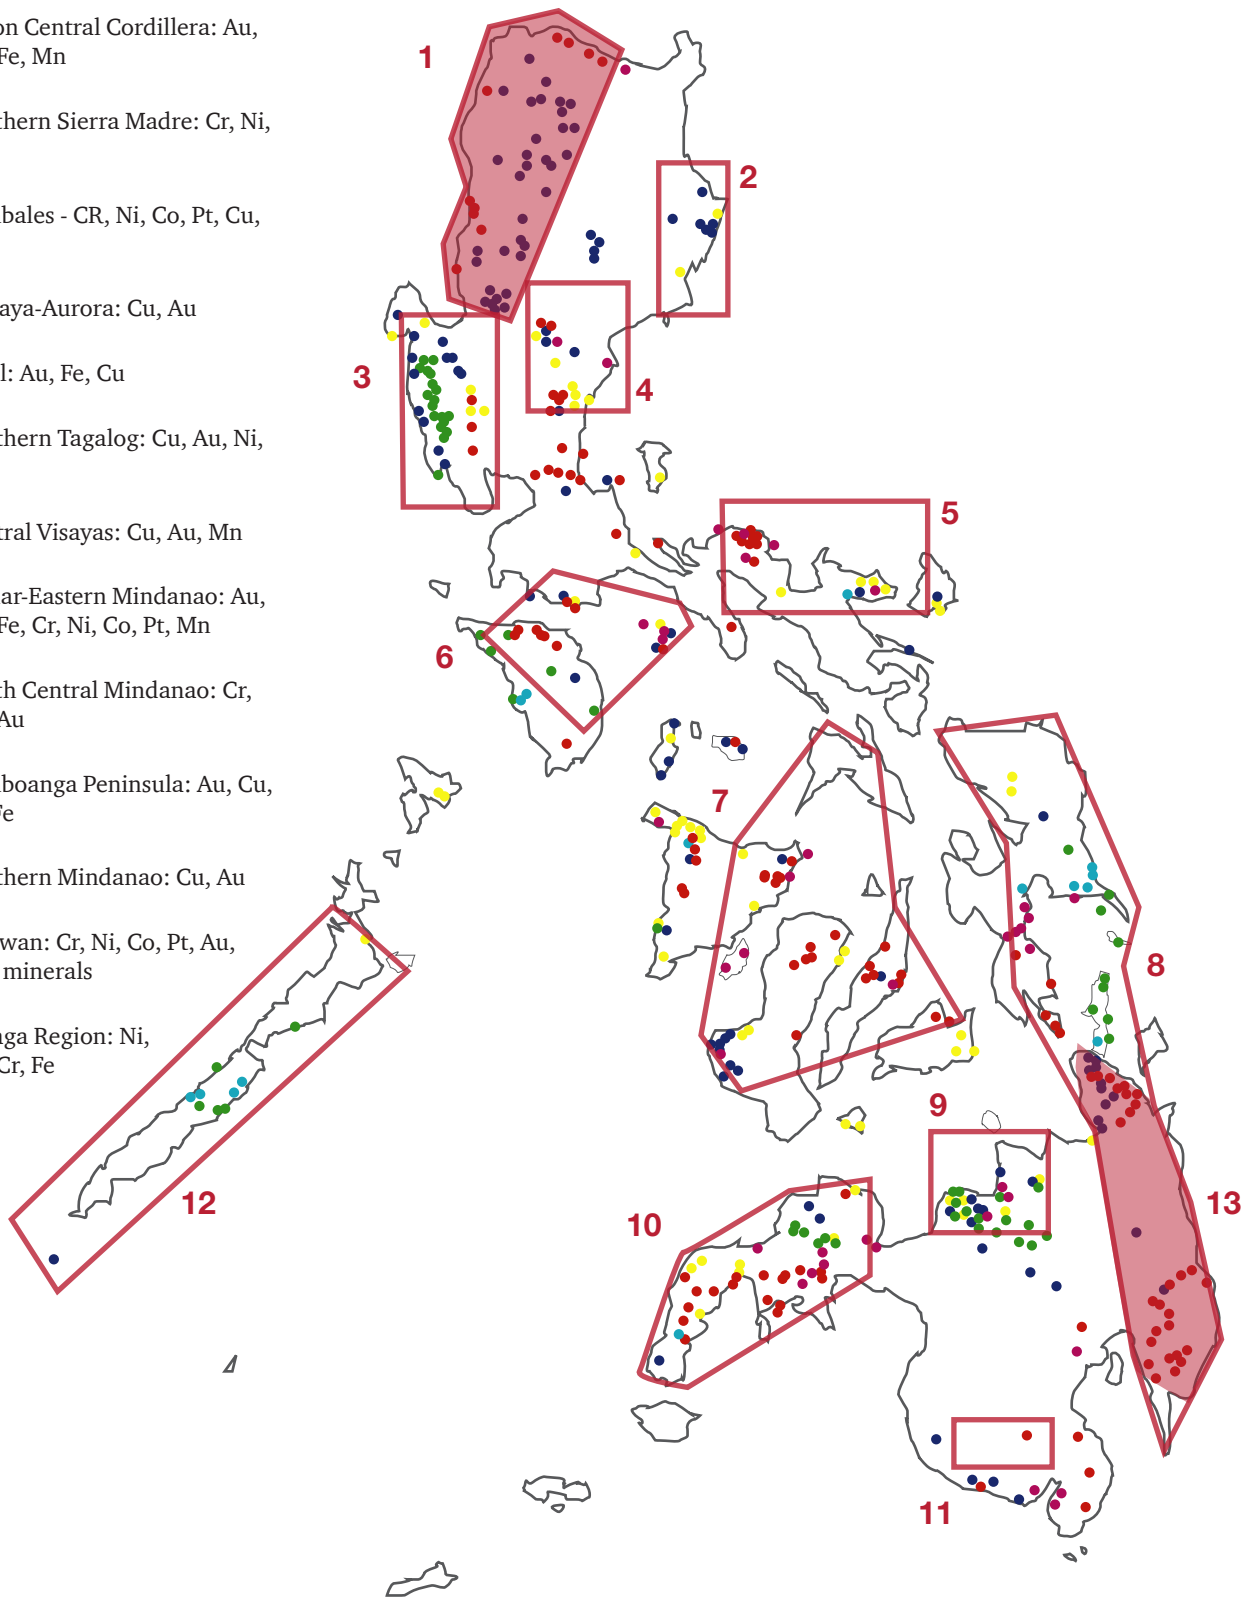 on Central Cordillera: Au,
Fe, Mn
thern Sierra Madre: Cr, Ni,
bales - CR, Ni, Co, Pt, Cu,
aya-Aurora: Cu, Au
l: Au, Fe, Cu
thern Tagalog: Cu, Au, Ni,
tral Visayas: Cu, Au, Mn
ar-Eastern Mindanao: Au,
Fe, Cr, Ni, Co, Pt, Mn
th Central Mindanao: Cr,
Au
boanga Peninsula: Au, Cu,
Fe
thern Mindanao: Cu, Au
wan: Cr, Ni, Co, Pt, Au,
minerals
aga Region: Ni,
Cr, Fe
1
2
3
4
5
6
7
8
9
10
11
12
13